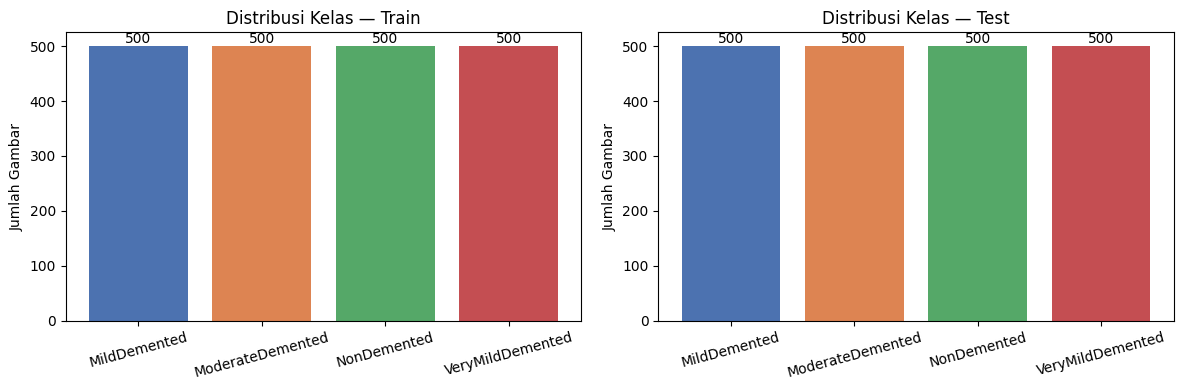 Distribusi Kelas — Train
500 500 500 500
500
400
300
200
100
0
Jumlah Gambar
MildDemented
ModerateDemented
NonDemented
VeryMildDemented
Distribusi Kelas — Test
500 500 500 500
500
400
300
200
100
0
Jumlah Gambar
MildDemented
ModerateDemented
NonDemented
VeryMildDemented